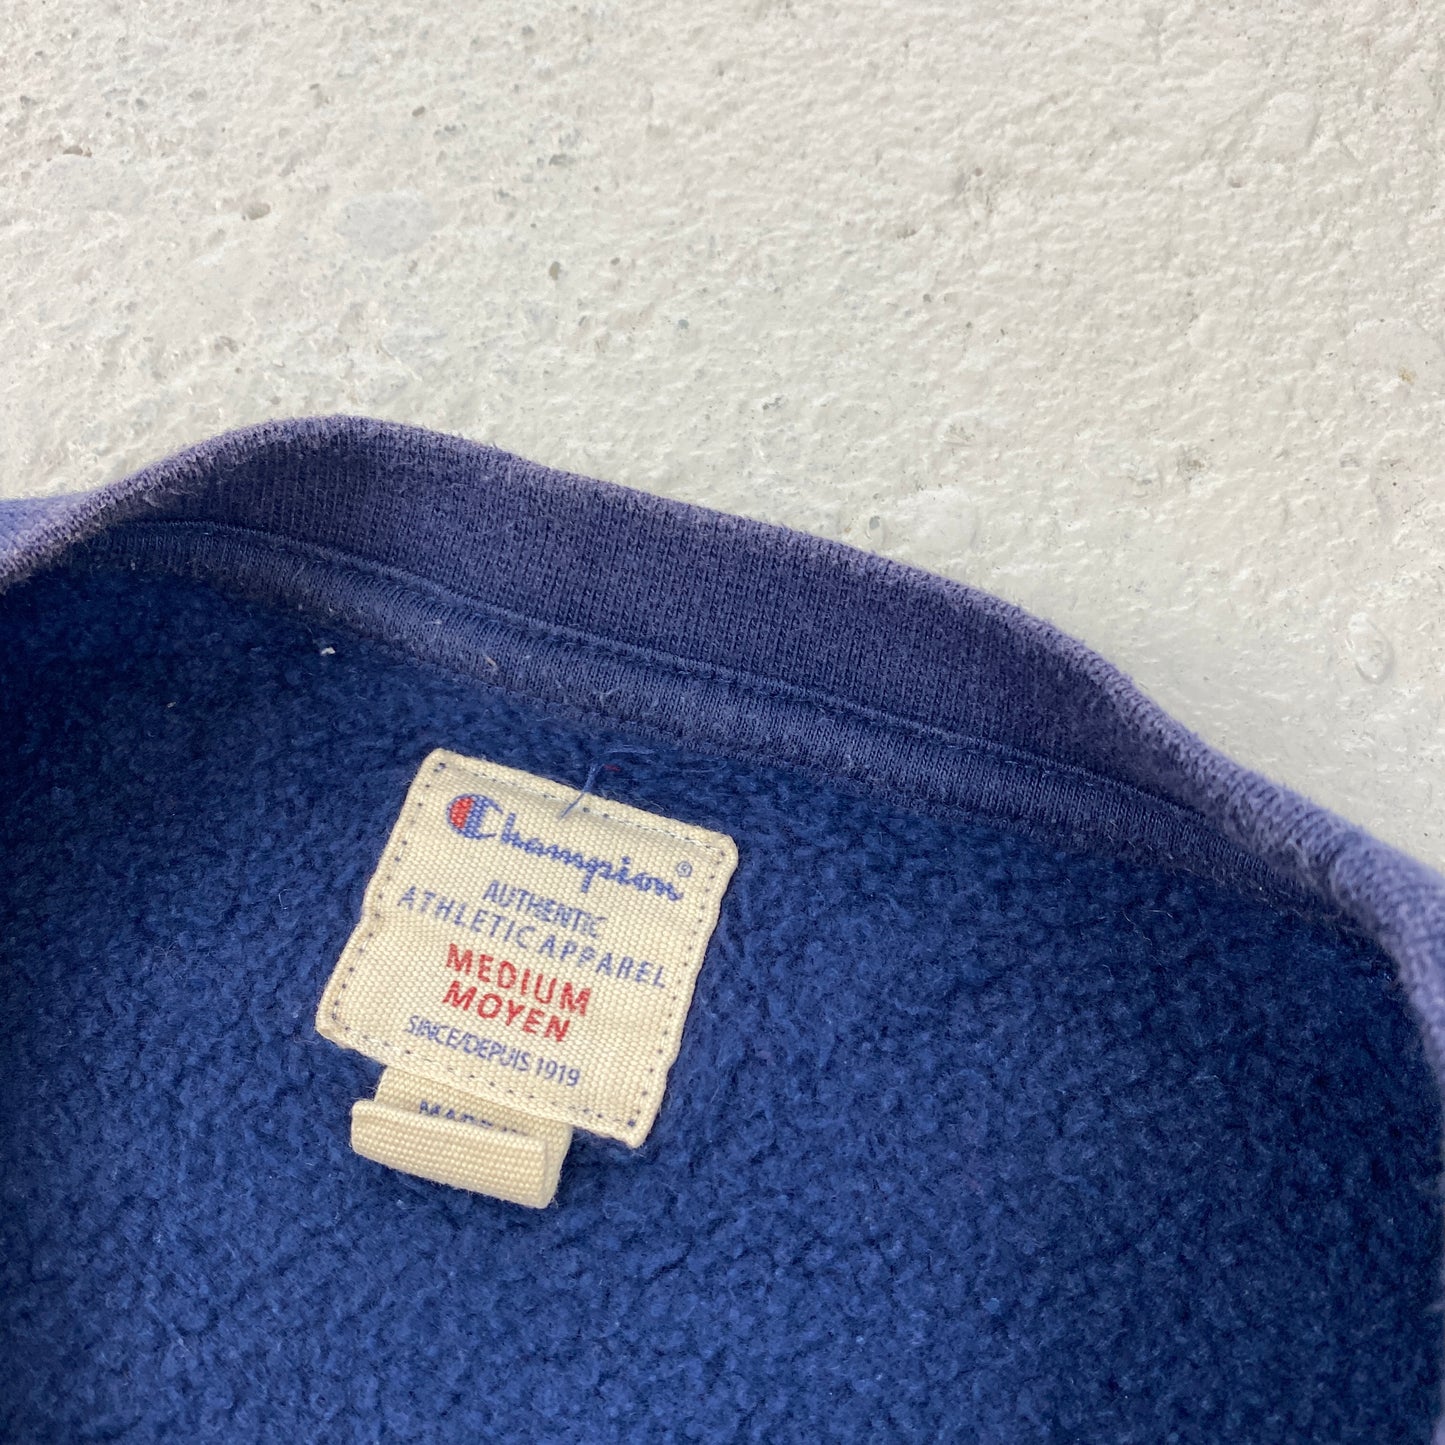 Champion®
AUTHENTIC
ATHLETIC APPAREL
MEDIUM
MOYEN
SINCE/DEPUIS 1919